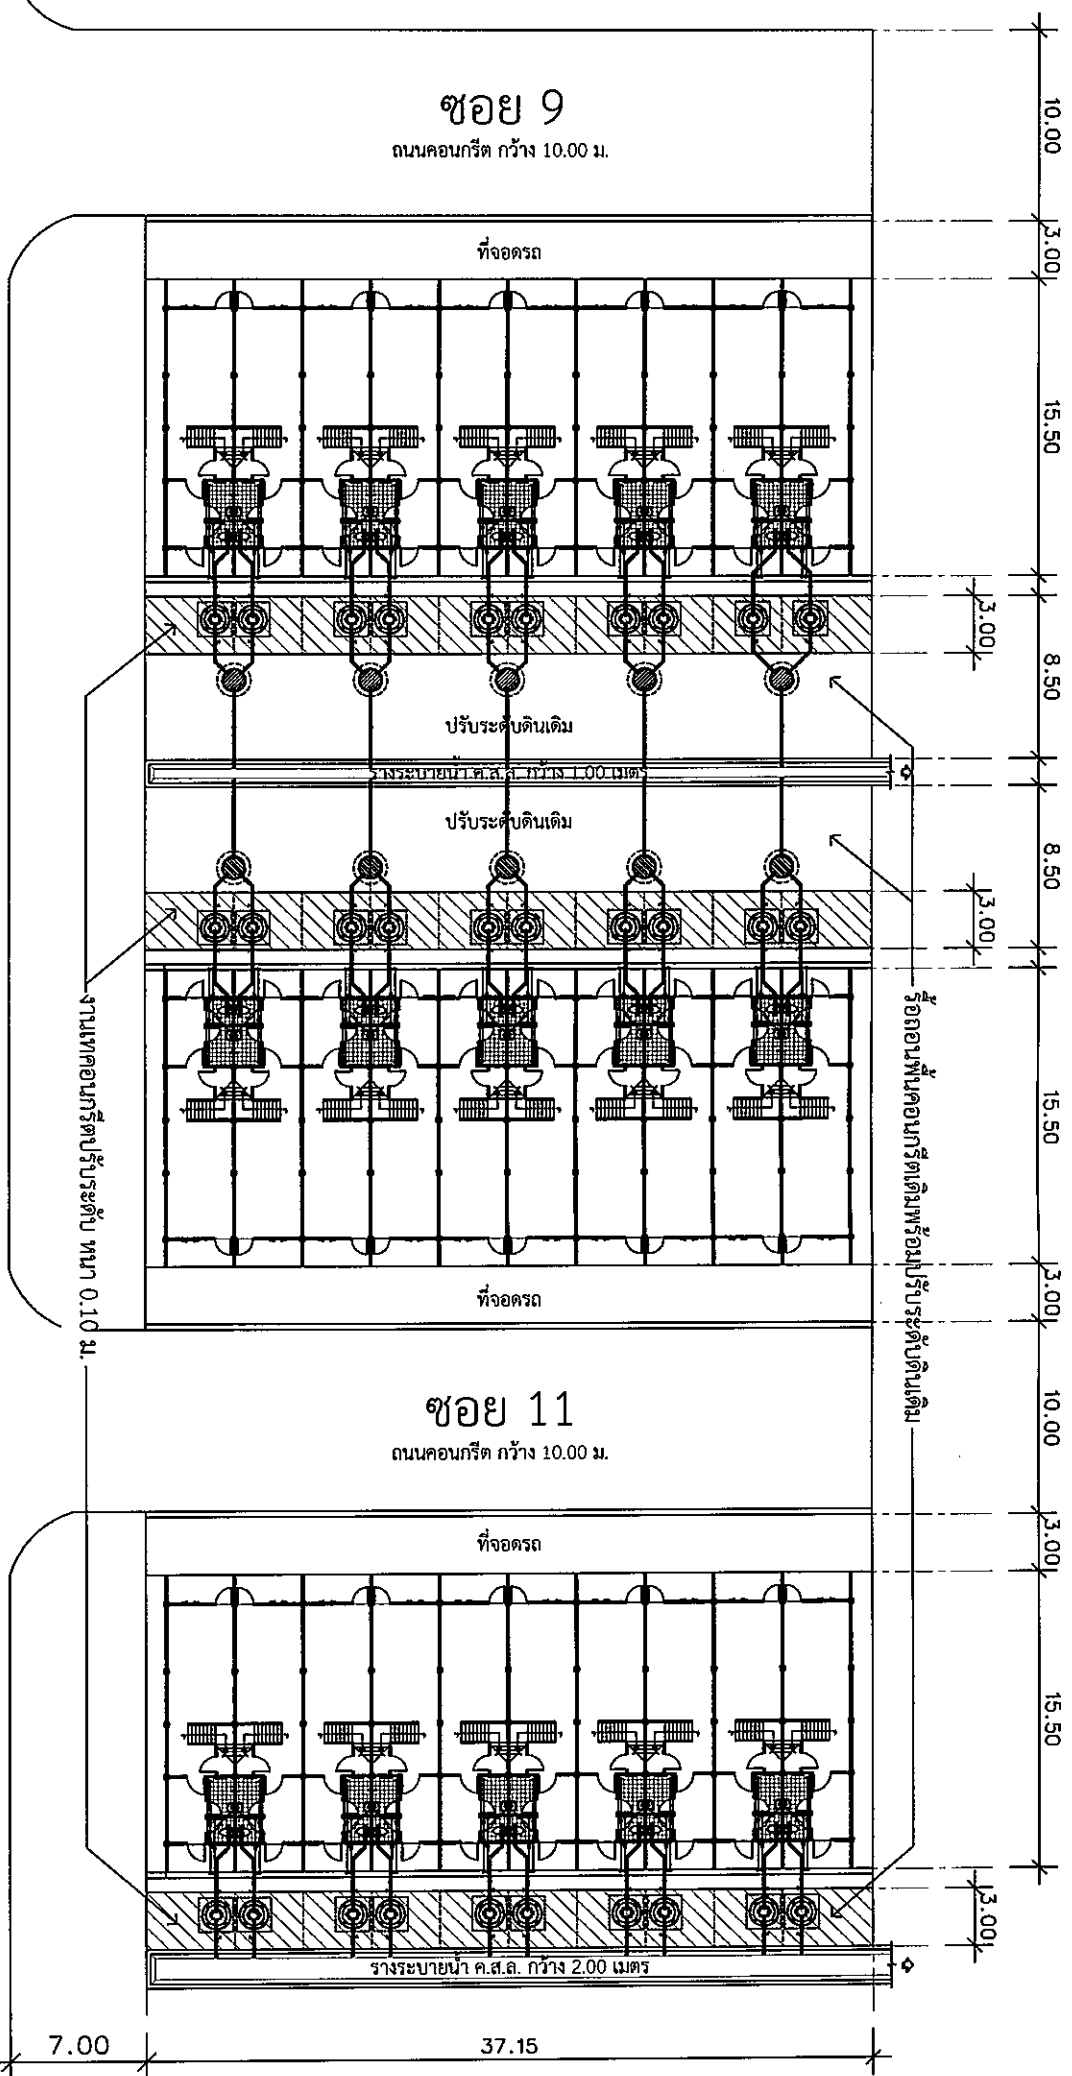 ซอย 9
ถนนคอนกรีต กว้าง 10.00 ม.
10.00
3.00
ที่จอดรถ
15.50
3.00
8.50
ปรับระดับดินเดิม
รางระบายน้ำ ค.ส.ล. กว้าง 1.00 เมตร
ปรับระดับดินเดิม
8.50
3.00
งานเทคอนกรีตปรับระดับ หนา 0.10 ม.
รื้อถอนพื้นคอนกรีตเดิมพร้อมปรับระดับดินเดิม
15.50
ที่จอดรถ
3.00
ซอย 11
ถนนคอนกรีต กว้าง 10.00 ม.
10.00
ที่จอดรถ
3.00
15.50
3.00
รางระบายน้ำ ค.ส.ล. กว้าง 2.00 เมตร
7.00
37.15